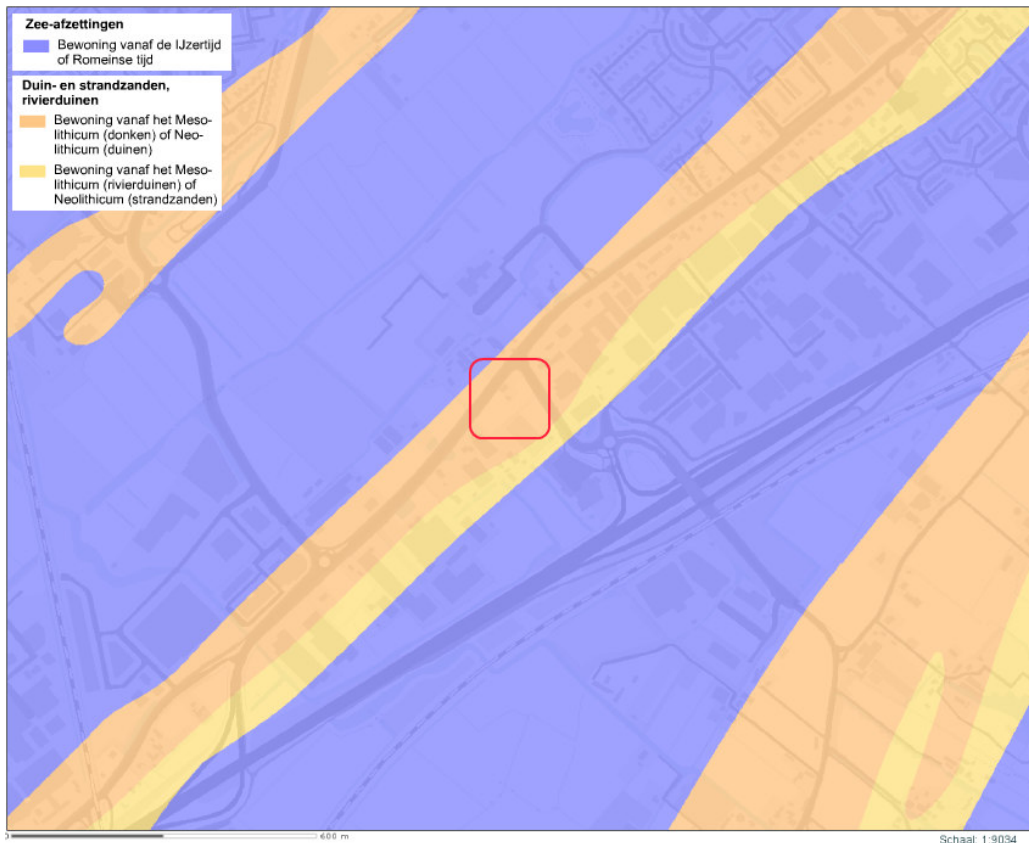 Zee-afzettingen
Bewoning vanaf de IJzertijd
of Romeinse tijd
Duin- en strandzanden,
rivierduinen
Bewoning vanaf het Meso-
lithicum (donken) of Neo-
lithicum (duinen)
Bewoning vanaf het Meso-
lithicum (rivierduinen) of
Neolithicum (strandzanden)
0 600 m
Schaal: 1:9034